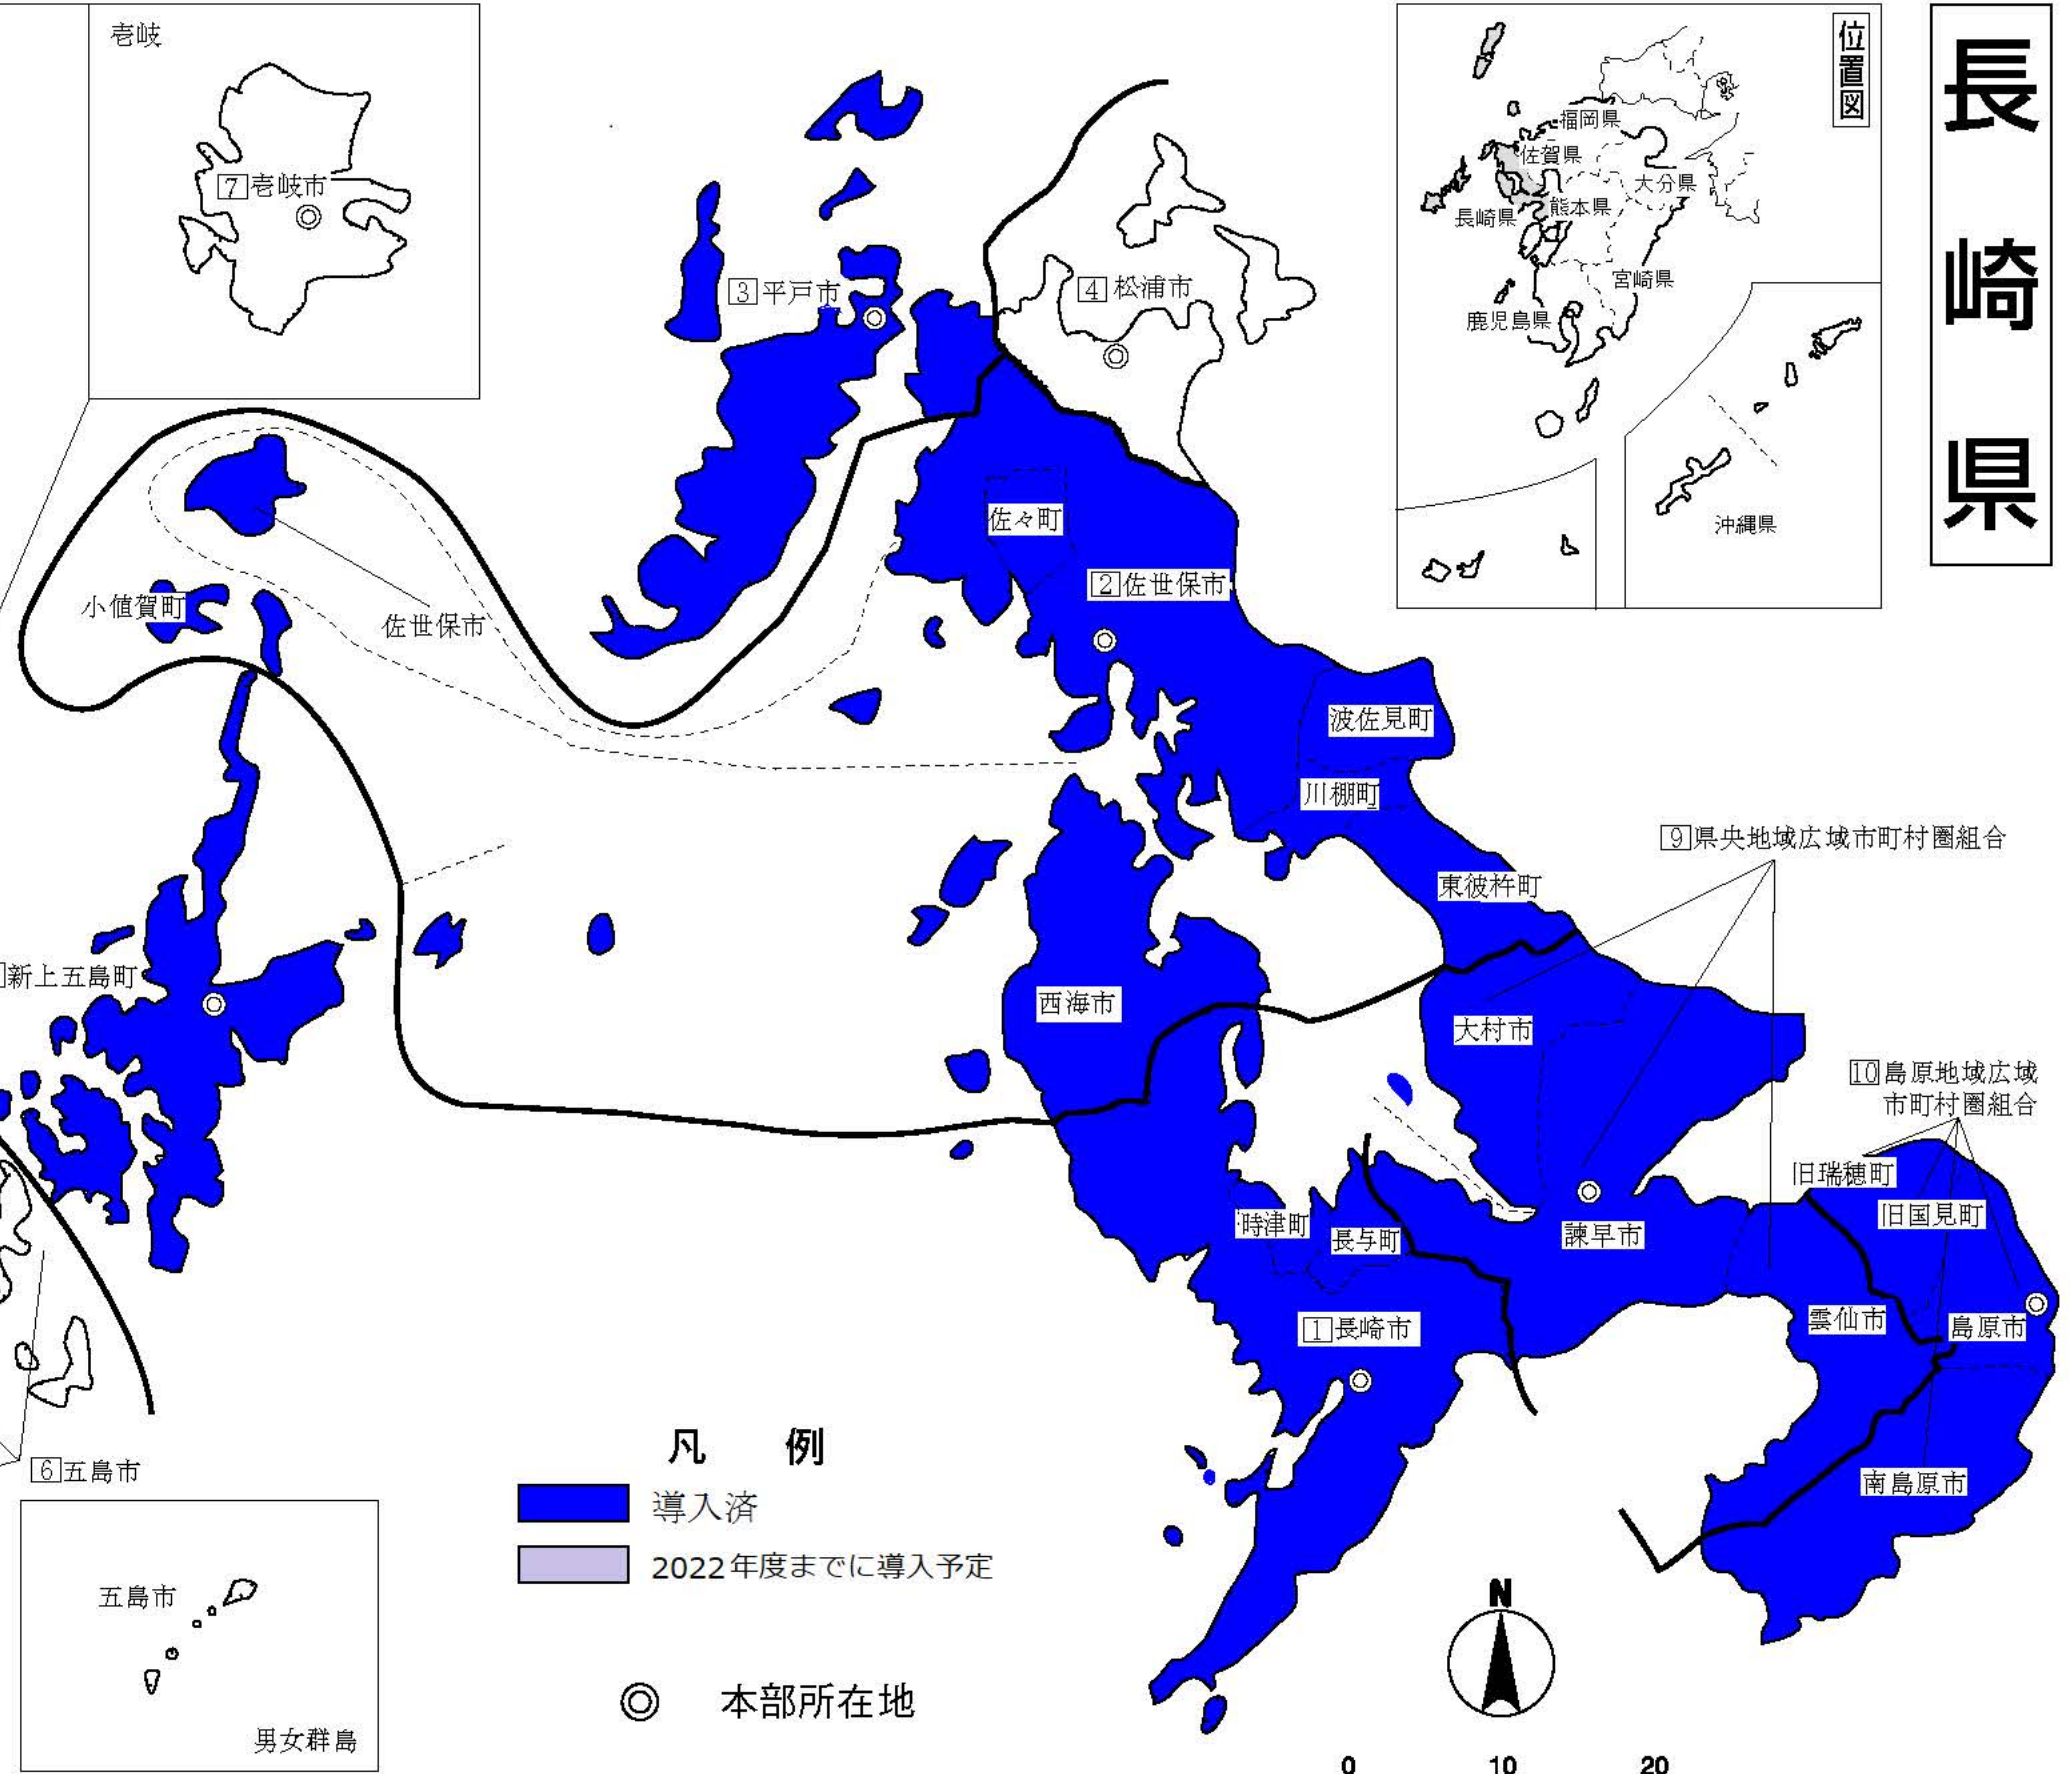 長崎県
位置図
福岡県
佐賀県
大分県
長崎県
熊本県
宮崎県
鹿児島県
沖縄県
壱岐
7 壱岐市
3 平戸市
4 松浦市
佐々町
2 佐世保市
小値賀町
佐世保市
波佐見町
川棚町
9 県央地域広域市町村圏組合
東彼杵町
新上五島町
西海市
大村市
10 島原地域広域
市町村圏組合
旧瑞穂町
旧国見町
時津町
長与町
諫早市
1 長崎市
雲仙市
島原市
南島原市
6 五島市
五島市
男女群島
凡 例
導入済
2022年度までに導入予定
本部所在地
N
0 10 20